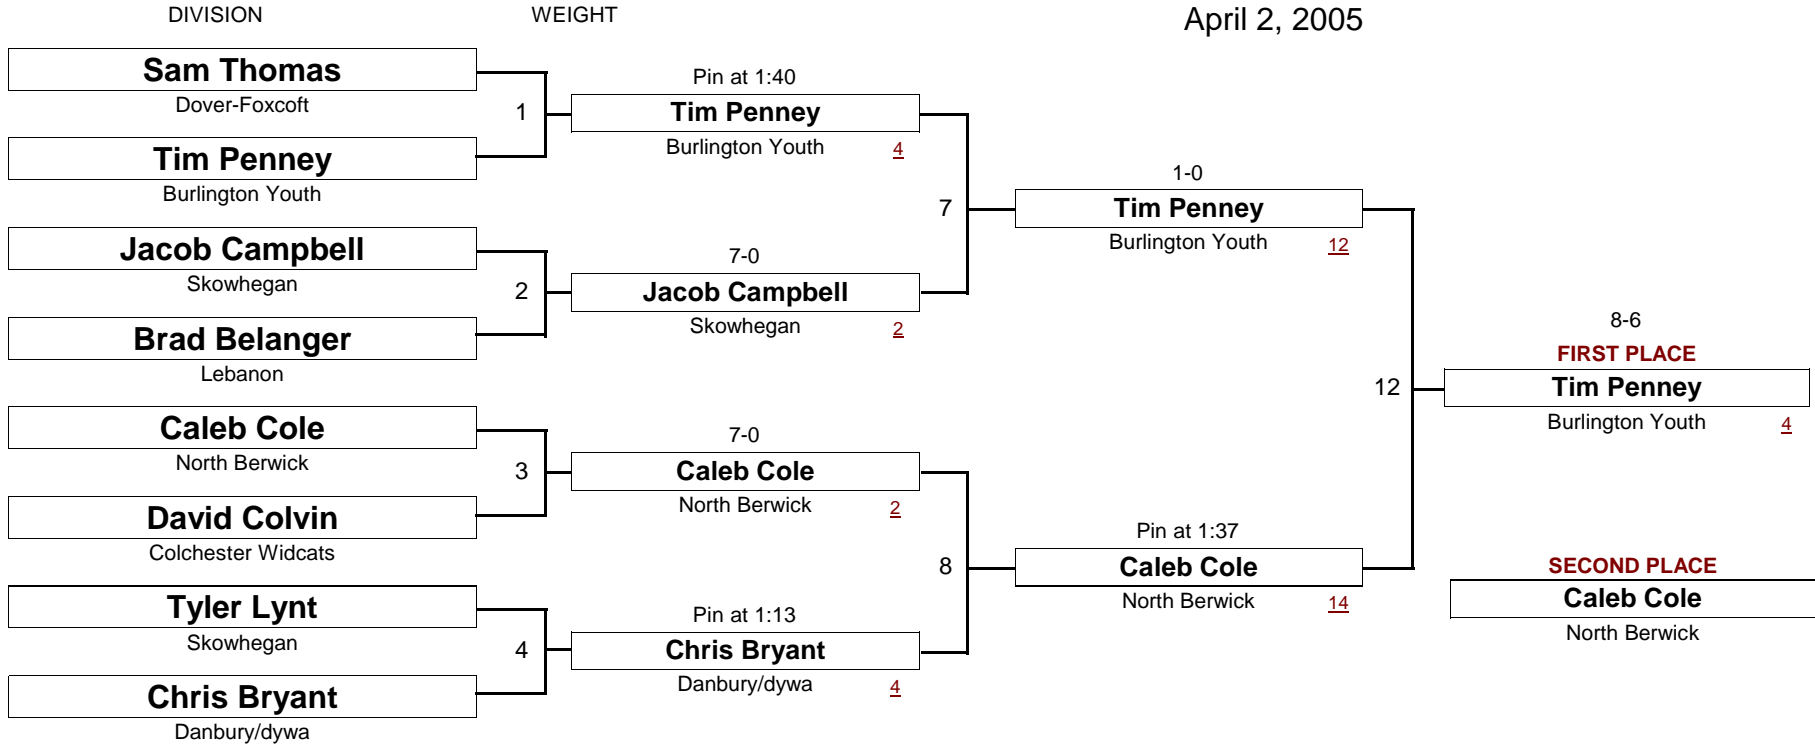 DIVISION
WEIGHT
April 2, 2005
Sam Thomas
Dover-Foxcoft
1
Tim Penney
Burlington Youth
Jacob Campbell
Skowhegan
2
Brad Belanger
Lebanon
Caleb Cole
North Berwick
3
David Colvin
Colchester Widcats
Tyler Lynt
Skowhegan
4
Chris Bryant
Danbury/dywa
Pin at 1:40
Tim Penney
Burlington Youth 4
7
7-0
Jacob Campbell
Skowhegan 2
7-0
Caleb Cole
North Berwick 2
8
Pin at 1:13
Chris Bryant
Danbury/dywa 4
1-0
Tim Penney
Burlington Youth 12
12
Pin at 1:37
Caleb Cole
North Berwick 14
8-6
FIRST PLACE
Tim Penney
Burlington Youth 4
SECOND PLACE
Caleb Cole
North Berwick